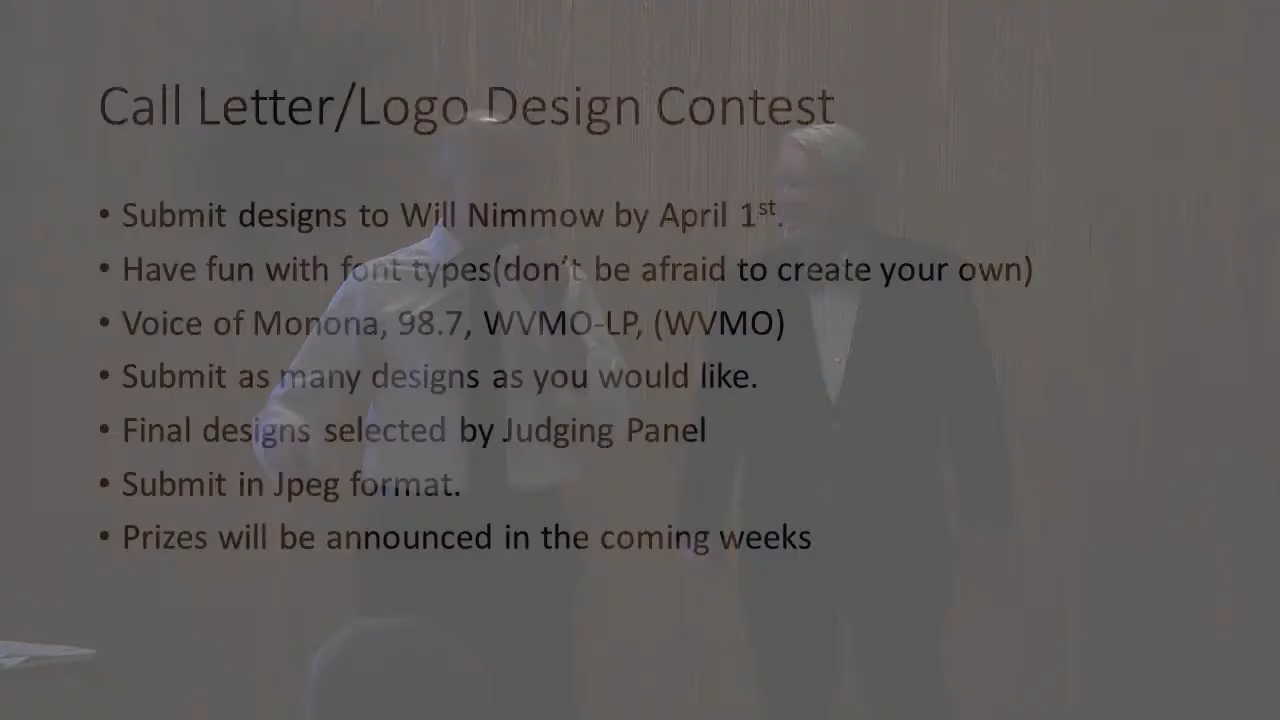 Call Letter/Logo Design Contest
• Submit designs to Will Nimmow by April 1st.
• Have fun with font types(don't be afraid to create your own)
• Voice of Monona, 98.7, WVMO-LP, (WVMO)
• Submit as many designs as you would like.
• Final designs selected by Judging Panel
• Submit in Jpeg format.
• Prizes will be announced in the coming weeks